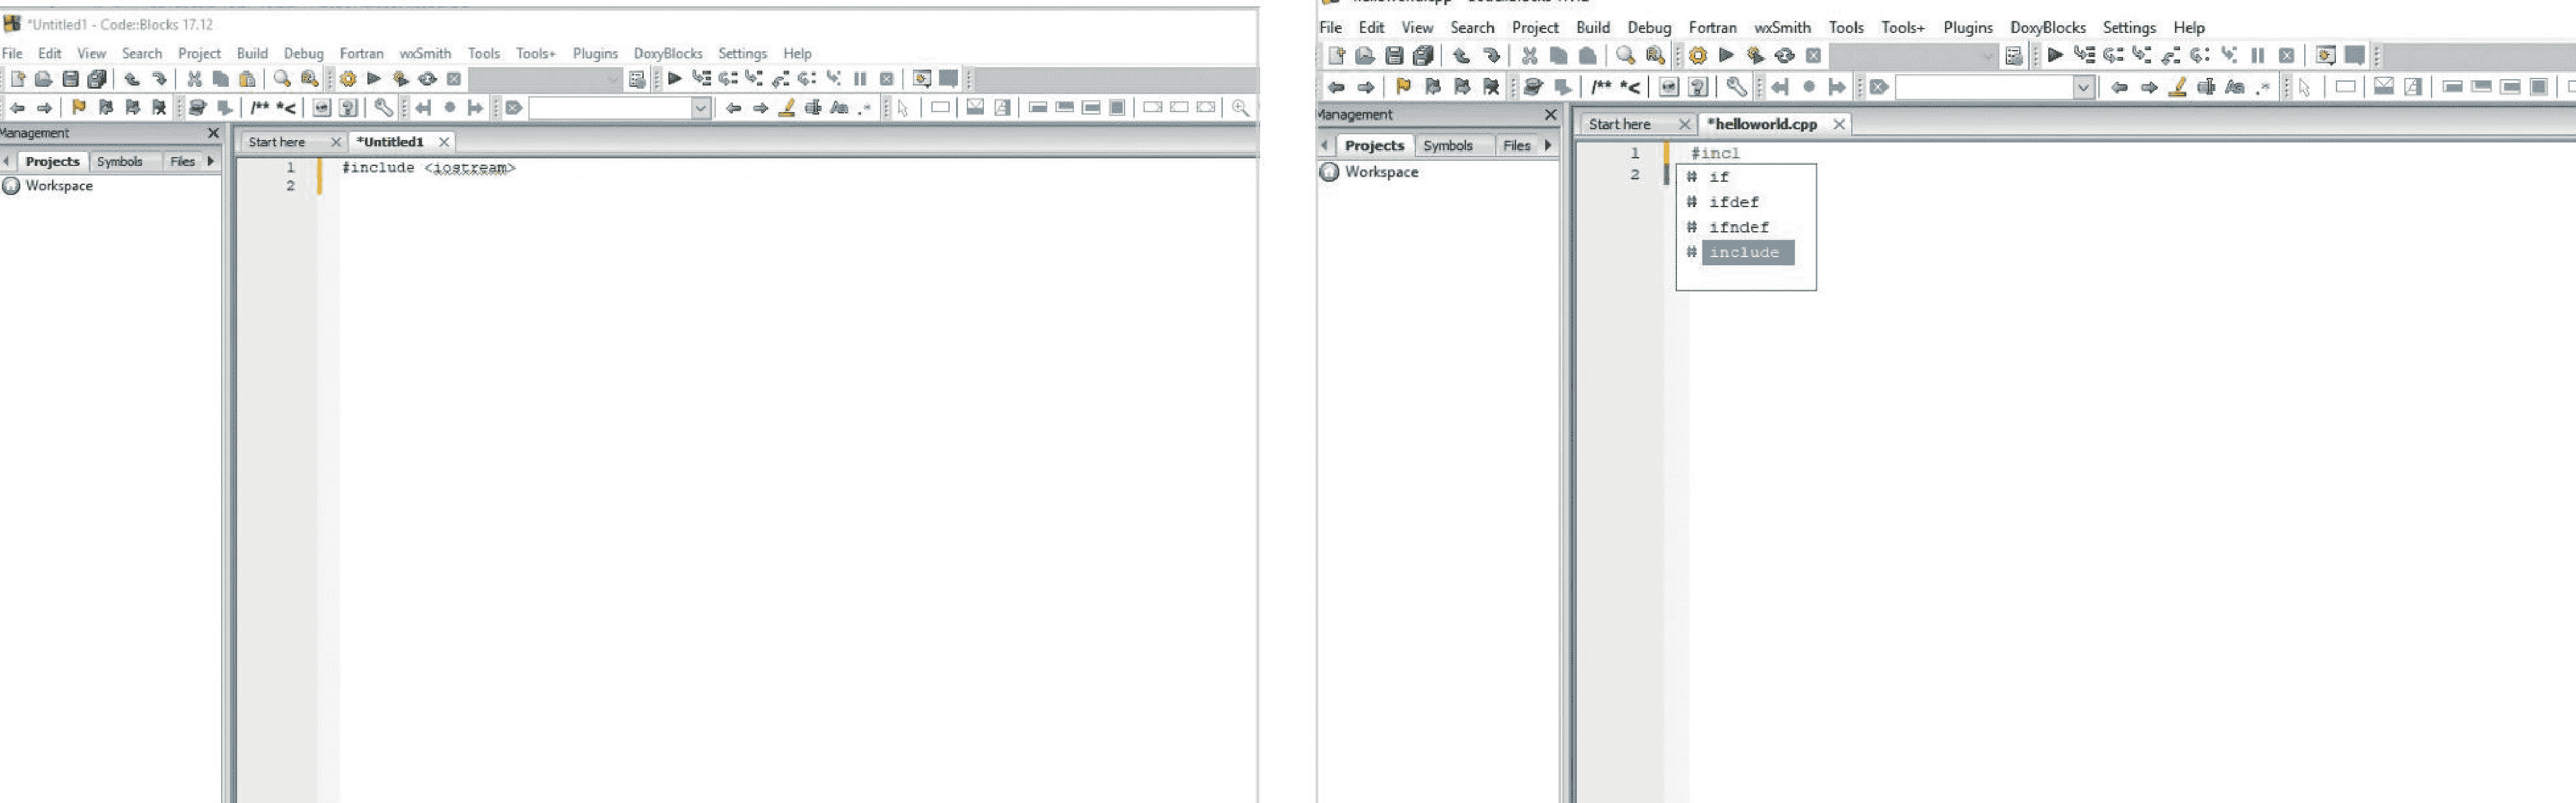 *Untitled1 - Code::Blocks 17.12
File Edit View Search Project Build Debug Fortran wxSmith Tools Tools+ Plugins DoxyBlocks Settings Help
/** *<
Aa .*
Management
Projects Symbols Files
Workspace
Start here *Untitled1
1 #include <iostream>
2
File Edit View Search Project Build Debug Fortran wxSmith Tools Tools+ Plugins DoxyBlocks Settings Help
/** *<
Aa .*
Management
Projects Symbols Files
Workspace
Start here *helloworld.cpp
1 #incl
2
# if
# ifdef
# ifndef
# include